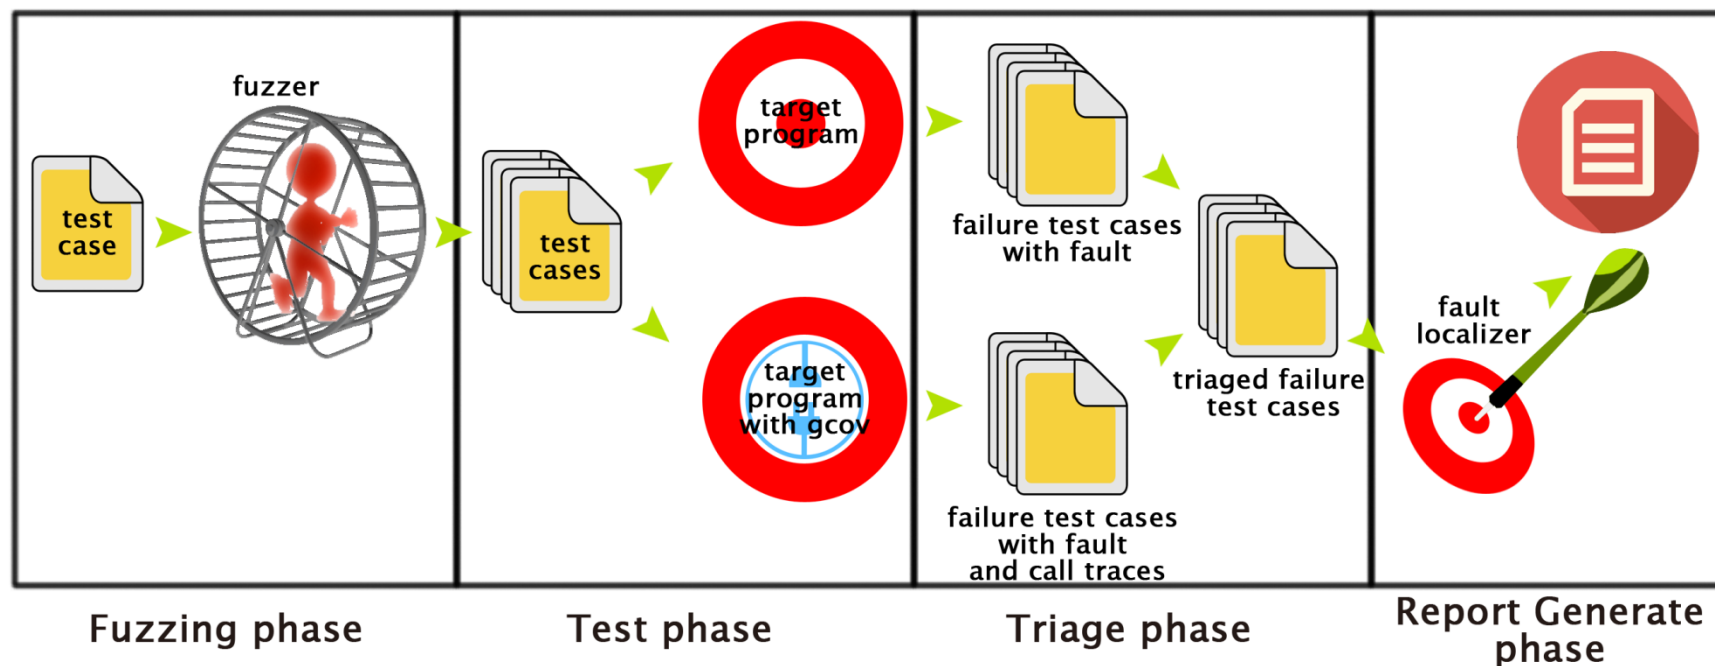 fuzzer
test
case
test
cases
target
program
target
program
with gcov
failure test cases
with fault
failure test cases
with fault
and call traces
triaged failure
test cases
fault
localizer
Fuzzing phase
Test phase
Triage phase
Report Generate
phase